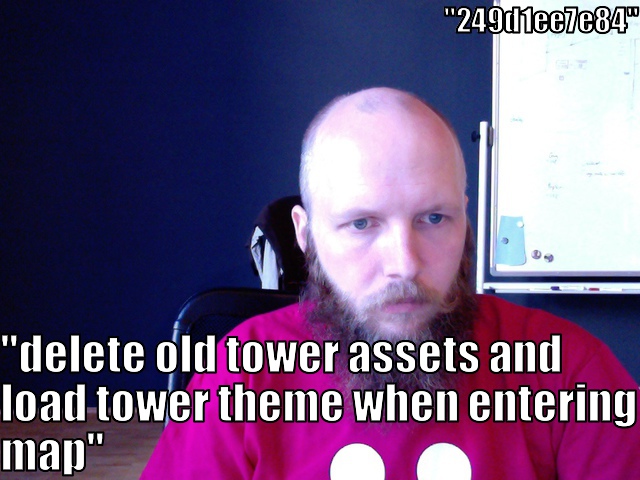 "249d1ee7e84"
"delete old tower assets and
load tower theme when entering
map"